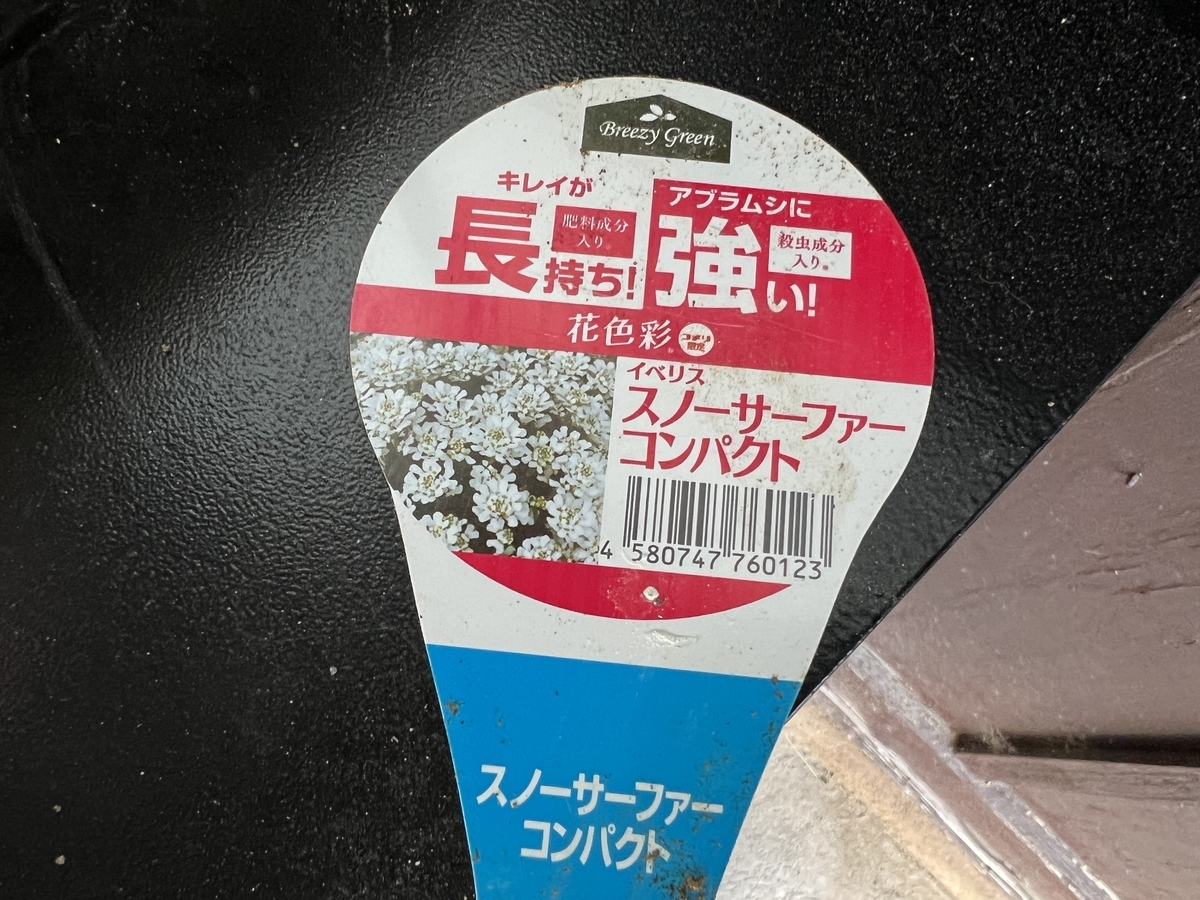 Breezy Green
キレイが
長持ち!
肥料成分
入り
アブラムシに
強い!
殺虫成分
入り
花色彩
限定
イベリス
スノーサーファー
コンパクト
4 580747 760123
スノーサーファー
コンパクト